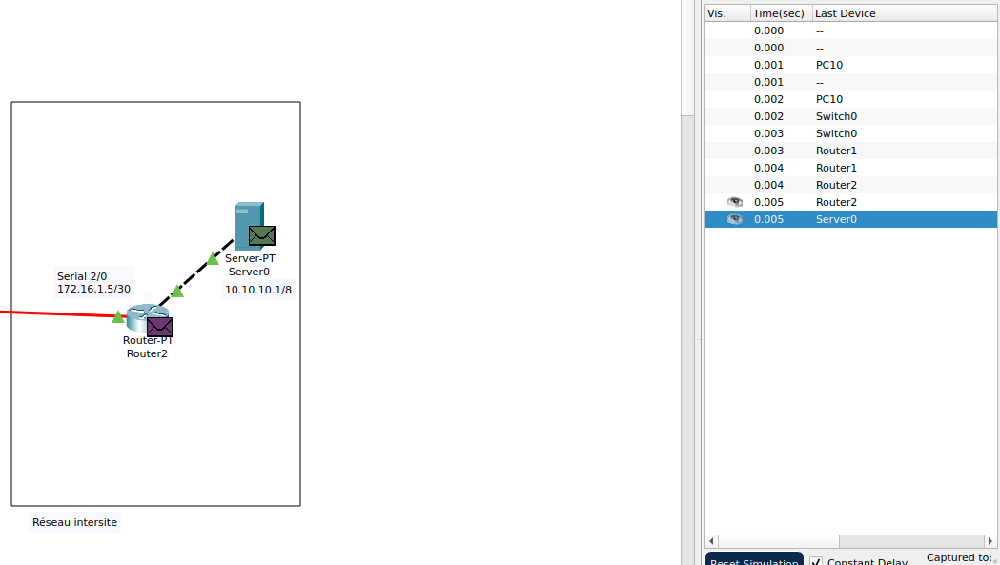 Vis. Time(sec) Last Device
0.000 --
0.000 --
0.001 PC10
0.001 --
0.002 PC10
0.002 Switch0
0.003 Switch0
0.003 Router1
0.004 Router1
0.004 Router2
0.005 Router2
0.005 Server0
Server-PT
Server0
10.10.10.1/8
Serial 2/0
172.16.1.5/30
Router-PT
Router2
Réseau intersite
Captured to:
Reset Simulation Constant Delay